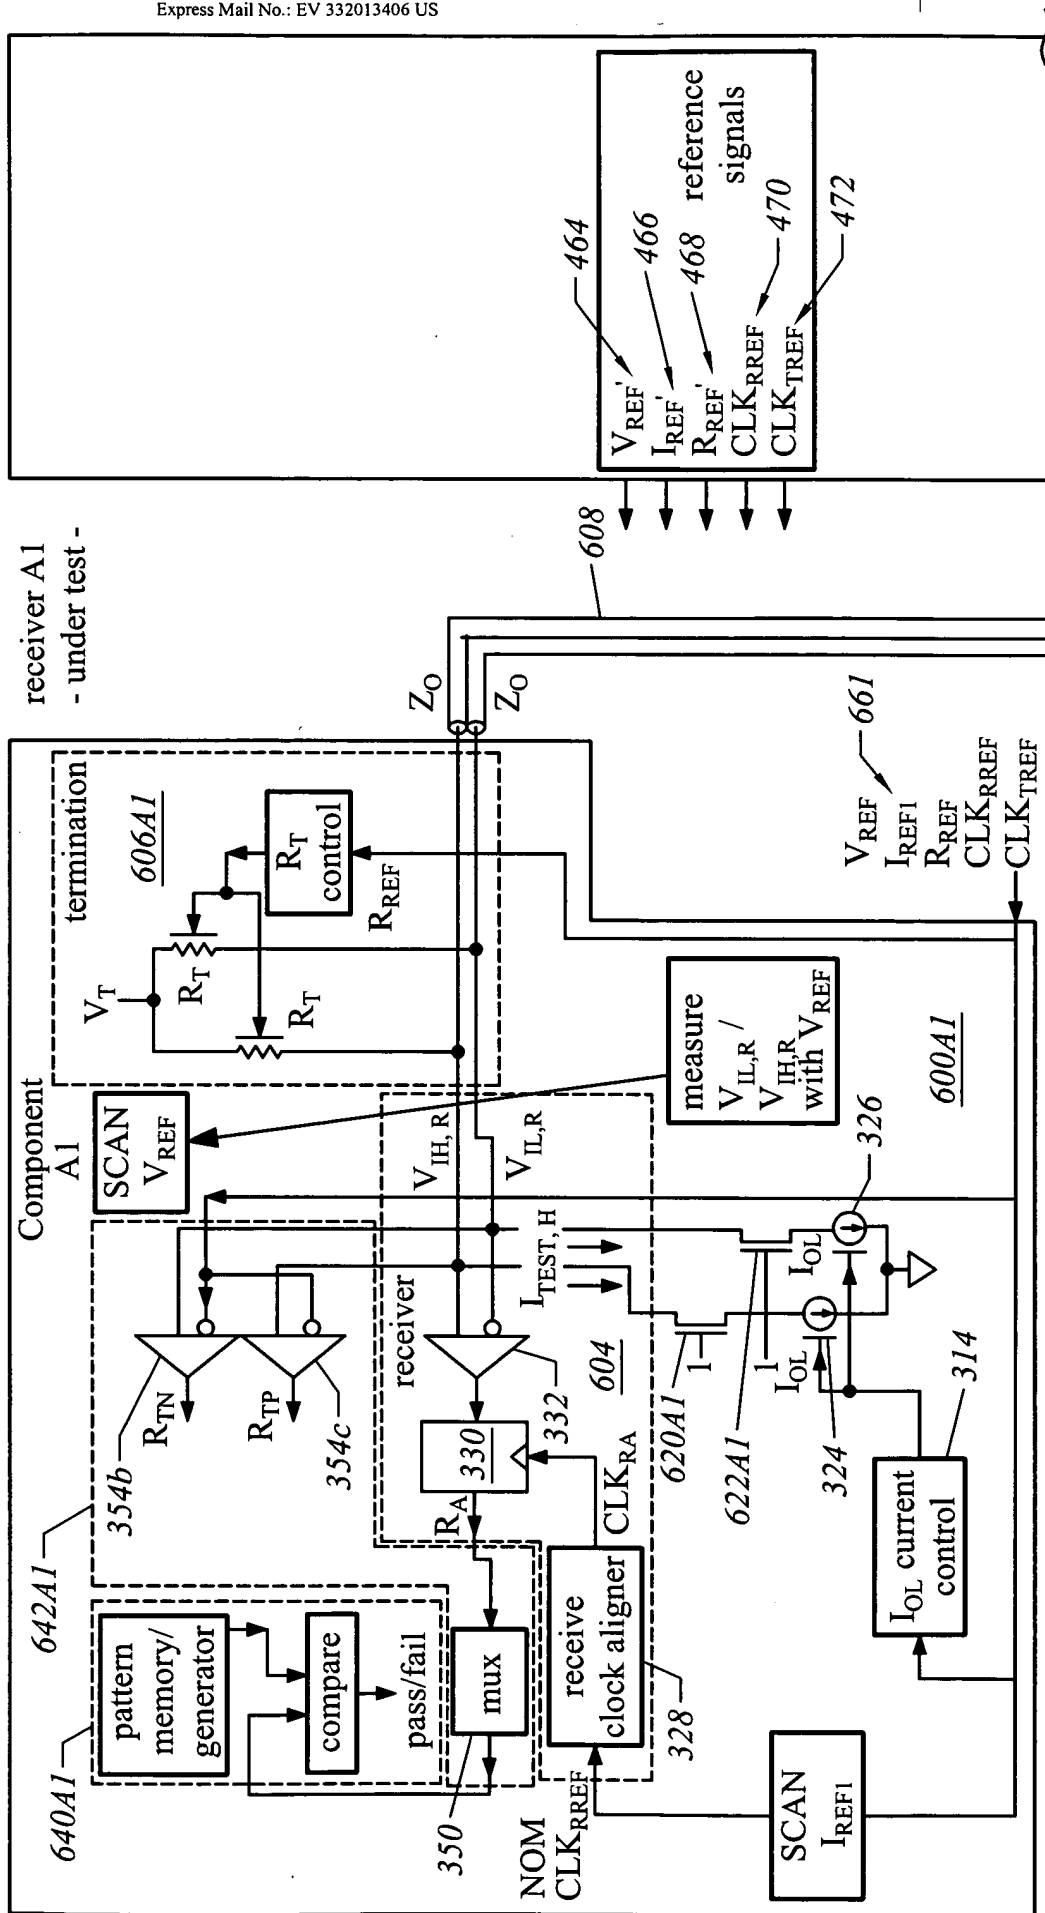 Express Mail No.: EV 332013406 US
receiver A1
- under test -
Component
A1
termination
606A1
V_T
R_T
R_T
R_T
control
R_REF
Z_O
Z_O
608
SCAN
V_REF
measure
V_IL,R /
V_IH,R
with V_REF
600A1
V_REF
I_REF1
R_REF
CLK_RREF
CLK_TREF
661
V_REF'
I_REF'
R_REF'
CLK_RREF
CLK_TREF
464
466
468
470
472
reference
signals
642A1
354b
R_TN
R_TP
354c
V_IH, R
V_IL,R
receiver
I_TEST, H
604
332
330
R_A
CLK_RA
620A1
1
622A1
1
I_OL
I_OL
324
326
314
I_OL current
control
640A1
pattern
memory/
generator
compare
pass/fail
mux
350
receive
clock aligner
328
NOM
CLK_RREF
SCAN
I_REF1